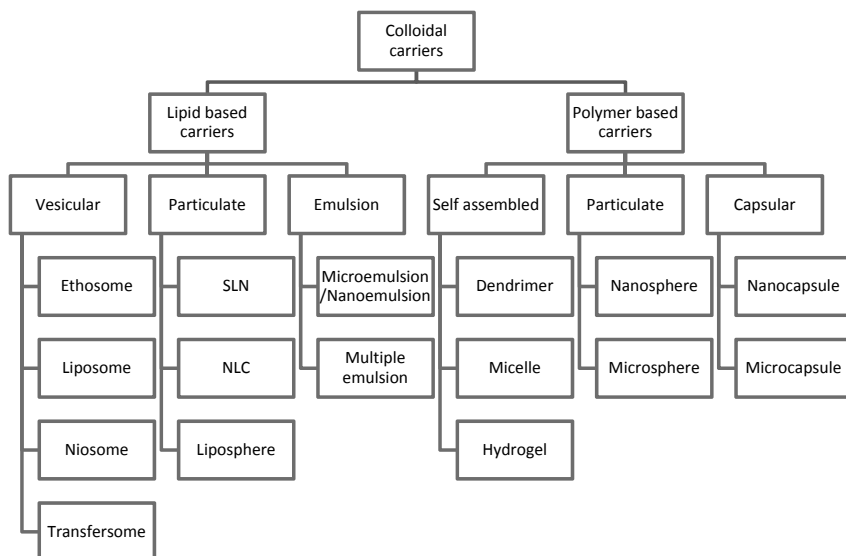 Colloidal
carriers
Lipid based
carriers
Polymer based
carriers
Vesicular
Particulate
Emulsion
Self assembled
Particulate
Capsular
Ethosome
SLN
Microemulsion
/Nanoemulsion
Dendrimer
Nanosphere
Nanocapsule
Liposome
NLC
Multiple
emulsion
Micelle
Microsphere
Microcapsule
Niosome
Liposphere
Hydrogel
Transfersome